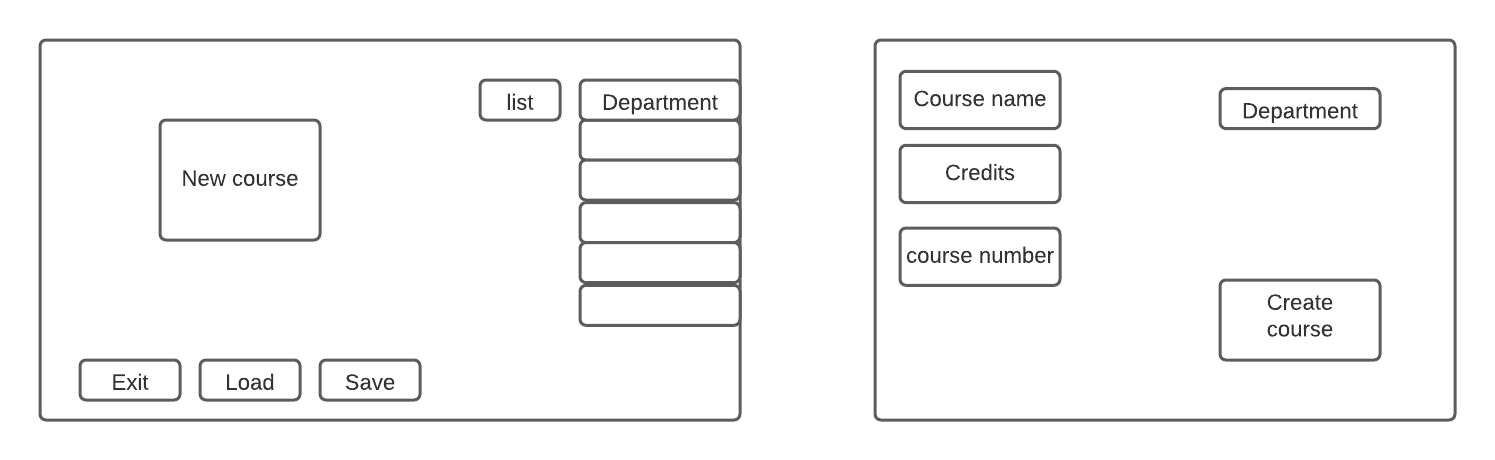 list
Department
New course
Exit
Load
Save
Course name
Department
Credits
course number
Create
course